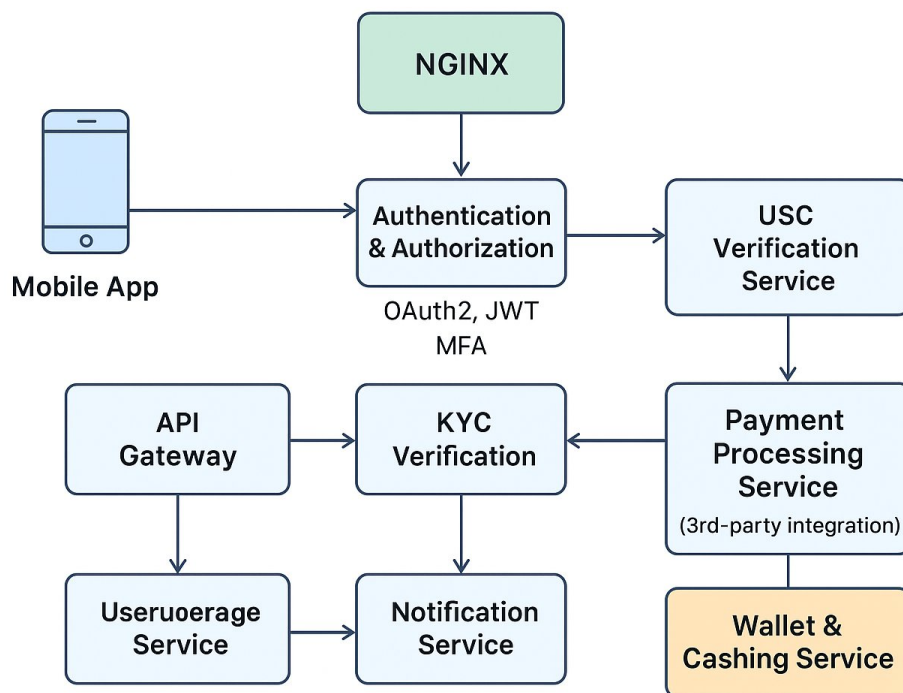 NGINX
Mobile App
Authentication
& Authorization
OAuth2, JWT
MFA
USC
Verification
Service
API
Gateway
KYC
Verification
Payment
Processing
Service
(3rd-party integration)
Useruoerage
Service
Notification
Service
Wallet &
Cashing Service